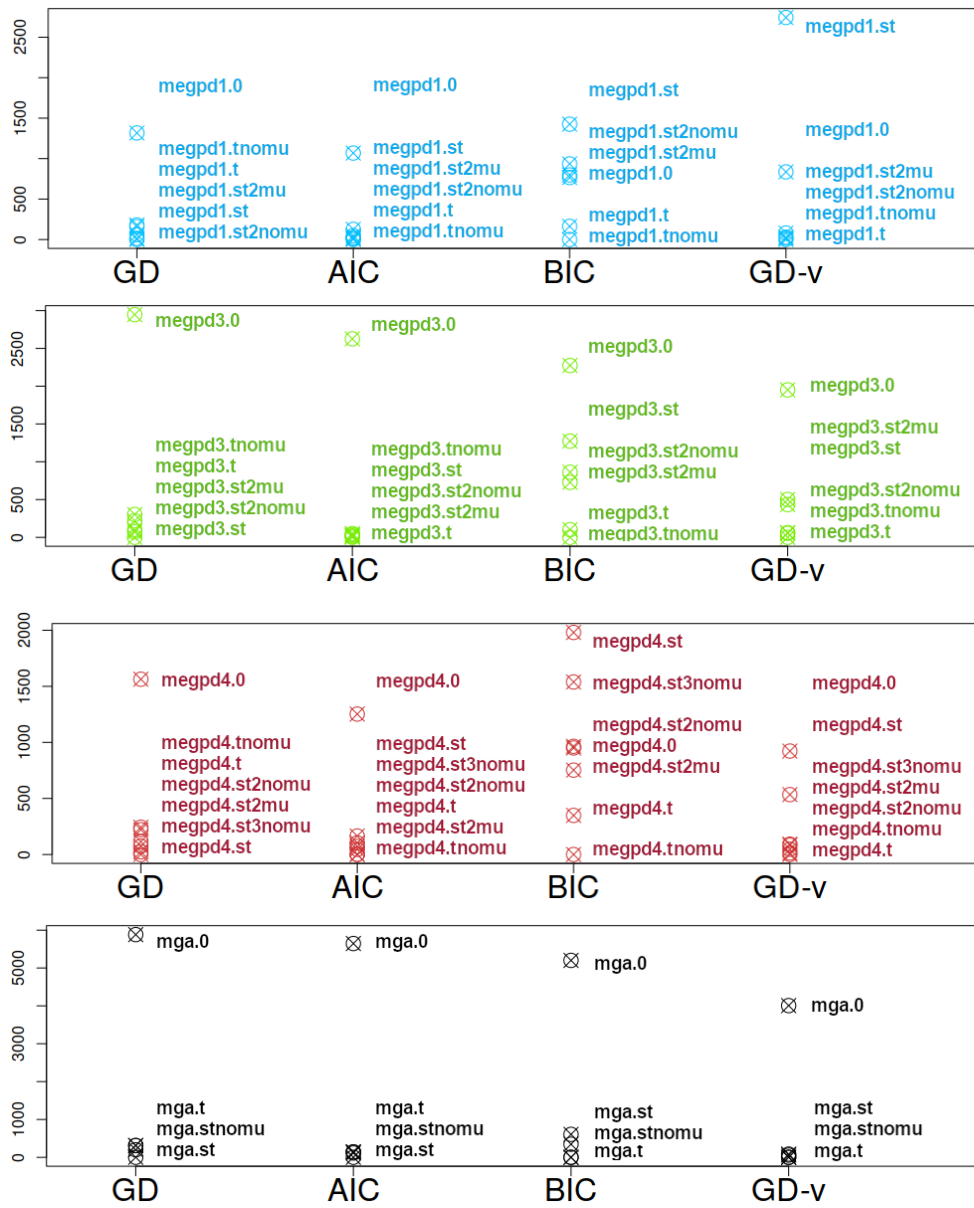 2500
1500
500
0
megpd1.0
megpd1.tnomu
megpd1.t
megpd1.st2mu
megpd1.st
megpd1.st2nomu
megpd1.0
megpd1.st
megpd1.st2mu
megpd1.st2nomu
megpd1.t
megpd1.tnomu
megpd1.st
megpd1.st2nomu
megpd1.st2mu
megpd1.0
megpd1.t
megpd1.tnomu
megpd1.st
megpd1.0
megpd1.st2mu
megpd1.st2nomu
megpd1.tnomu
megpd1.t
GD AIC BIC GD-v
2500
1500
500
0
megpd3.0
megpd3.tnomu
megpd3.t
megpd3.st2mu
megpd3.st2nomu
megpd3.st
megpd3.0
megpd3.tnomu
megpd3.st
megpd3.st2nomu
megpd3.st2mu
megpd3.t
megpd3.0
megpd3.st
megpd3.st2nomu
megpd3.st2mu
megpd3.t
megpd3.tnomu
megpd3.0
megpd3.st2mu
megpd3.st
megpd3.st2nomu
megpd3.tnomu
megpd3.t
GD AIC BIC GD-v
2000
1500
1000
500
0
megpd4.0
megpd4.tnomu
megpd4.t
megpd4.st2nomu
megpd4.st2mu
megpd4.st3nomu
megpd4.st
megpd4.0
megpd4.st
megpd4.st3nomu
megpd4.st2nomu
megpd4.t
megpd4.st2mu
megpd4.tnomu
megpd4.st
megpd4.st3nomu
megpd4.st2nomu
megpd4.0
megpd4.st2mu
megpd4.t
megpd4.tnomu
megpd4.0
megpd4.st
megpd4.st3nomu
megpd4.st2mu
megpd4.st2nomu
megpd4.tnomu
megpd4.t
GD AIC BIC GD-v
5000
3000
1000
0
mga.0
mga.t
mga.stnomu
mga.st
mga.0
mga.t
mga.stnomu
mga.st
mga.0
mga.st
mga.stnomu
mga.t
mga.0
mga.st
mga.stnomu
mga.t
GD AIC BIC GD-v